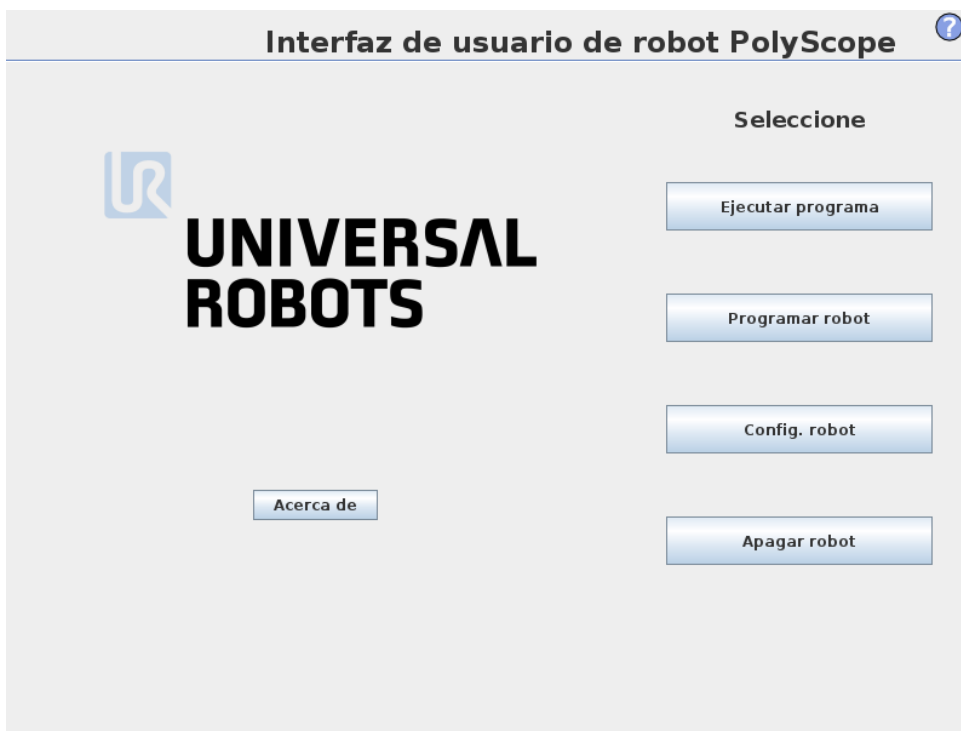 Interfaz de usuario de robot PolyScope
?
Seleccione
UR
UNIVERSAL
ROBOTS
Ejecutar programa
Programar robot
Config. robot
Acerca de
Apagar robot